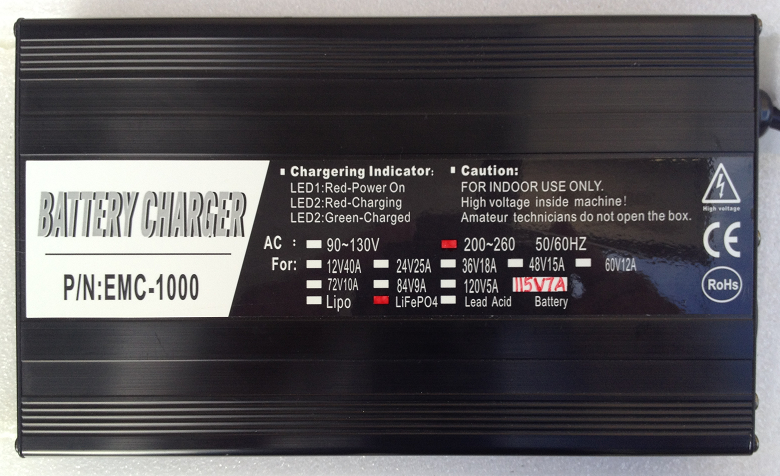 BATTERY CHARGER
P/N:EMC-1000
Chargering Indicator:
LED1:Red-Power On
LED2:Red-Charging
LED2:Green-Charged
Caution:
FOR INDOOR USE ONLY.
High voltage inside machine!
Amateur technicians do not open the box.
AC : 90~130V 200~260 50/60HZ
For: 12V40A 24V25A 36V18A 48V15A 60V12A
72V10A 84V9A 120V5A 115V7A
Lipo LiFePO4 Lead Acid Battery
High voltage
CE
RoHs